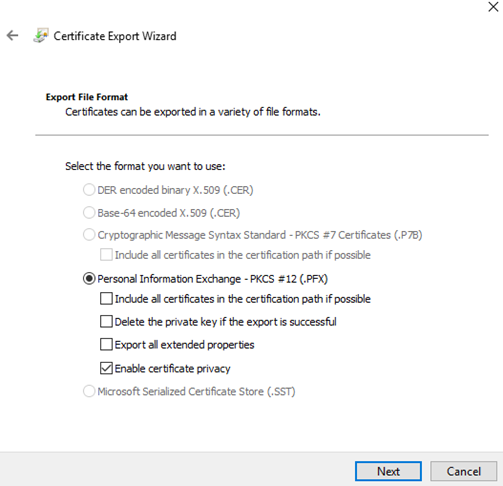 Certificate Export Wizard
Export File Format
Certificates can be exported in a variety of file formats.
Select the format you want to use:
DER encoded binary X.509 (.CER)
Base-64 encoded X.509 (.CER)
Cryptographic Message Syntax Standard - PKCS #7 Certificates (.P7B)
Include all certificates in the certification path if possible
Personal Information Exchange - PKCS #12 (.PFX)
Include all certificates in the certification path if possible
Delete the private key if the export is successful
Export all extended properties
Enable certificate privacy
Microsoft Serialized Certificate Store (.SST)
Next Cancel